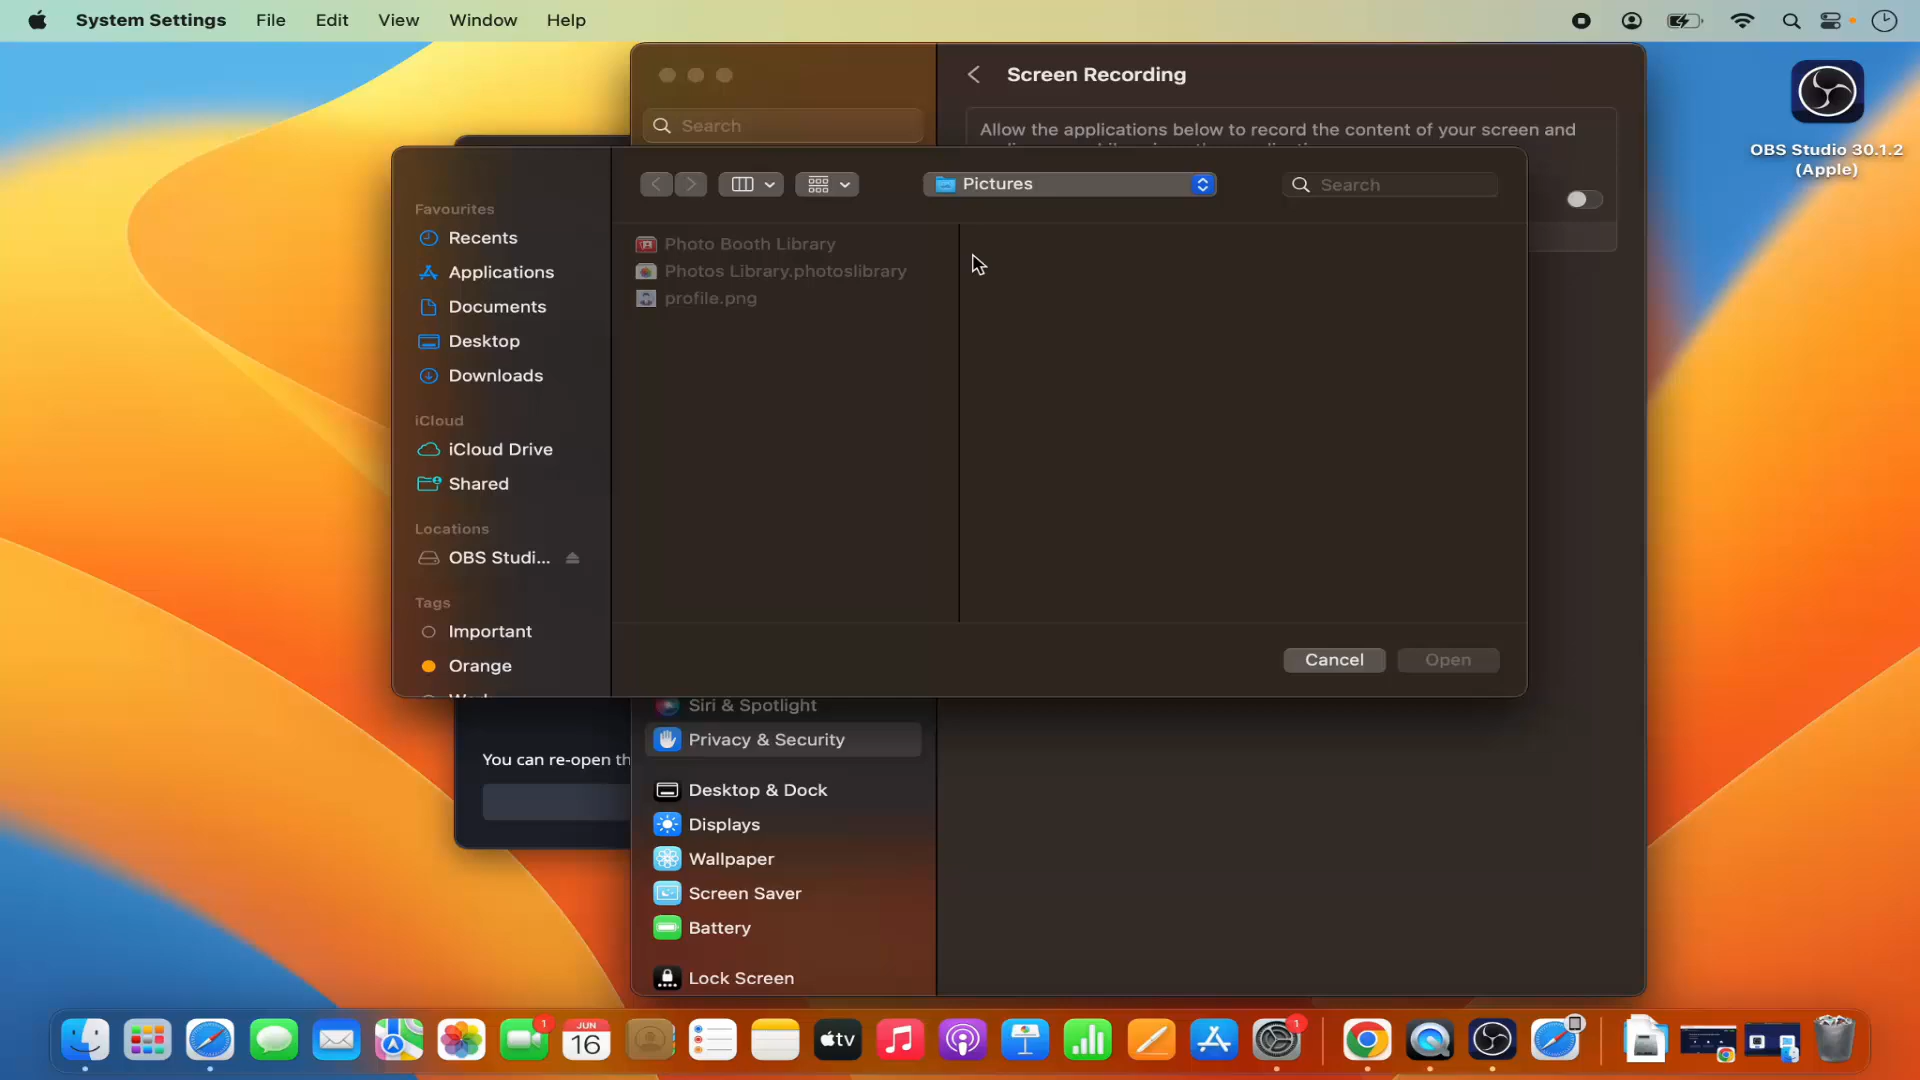 System Settings File Edit View Window Help
Screen Recording
Search
Allow the applications below to record the content of your screen and
OBS Studio 30.1.2
(Apple)
Pictures
Search
Favourites
Recents
Applications
Documents
Desktop
Downloads
iCloud
iCloud Drive
Shared
Locations
OBS Studi...
Tags
Important
Orange
Photo Booth Library
Photos Library.photoslibrary
profile.png
Cancel Open
Siri & Spotlight
Privacy & Security
You can re-open th
Desktop & Dock
Displays
Wallpaper
Screen Saver
Battery
Lock Screen
1
JUN
16
tv
1